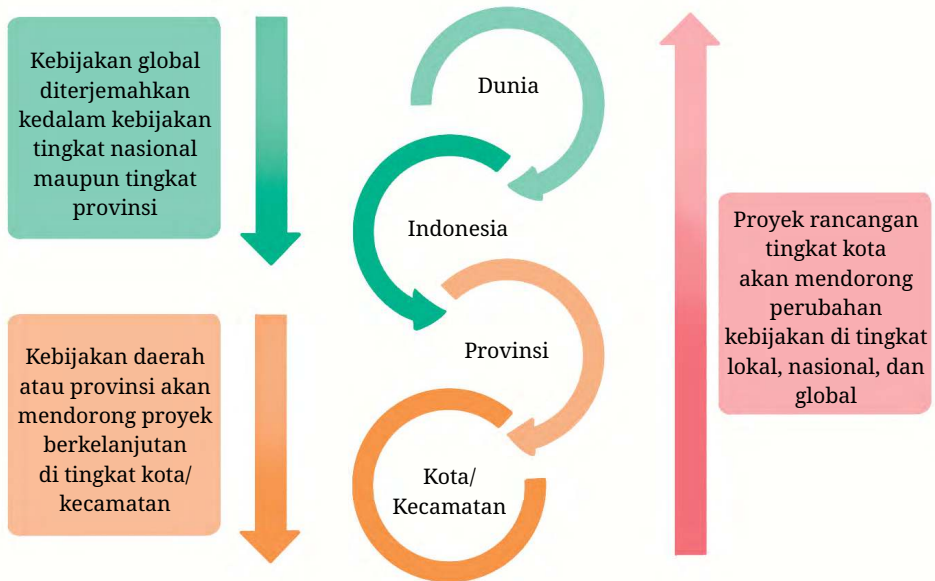 Kebijakan global
diterjemahkan
kedalam kebijakan
tingkat nasional
maupun tingkat
provinsi
Kebijakan daerah
atau provinsi akan
mendorong proyek
berkelanjutan
di tingkat kota/
kecamatan
Dunia
Indonesia
Provinsi
Kota/
Kecamatan
Proyek rancangan
tingkat kota
akan mendorong
perubahan
kebijakan di tingkat
lokal, nasional, dan
global